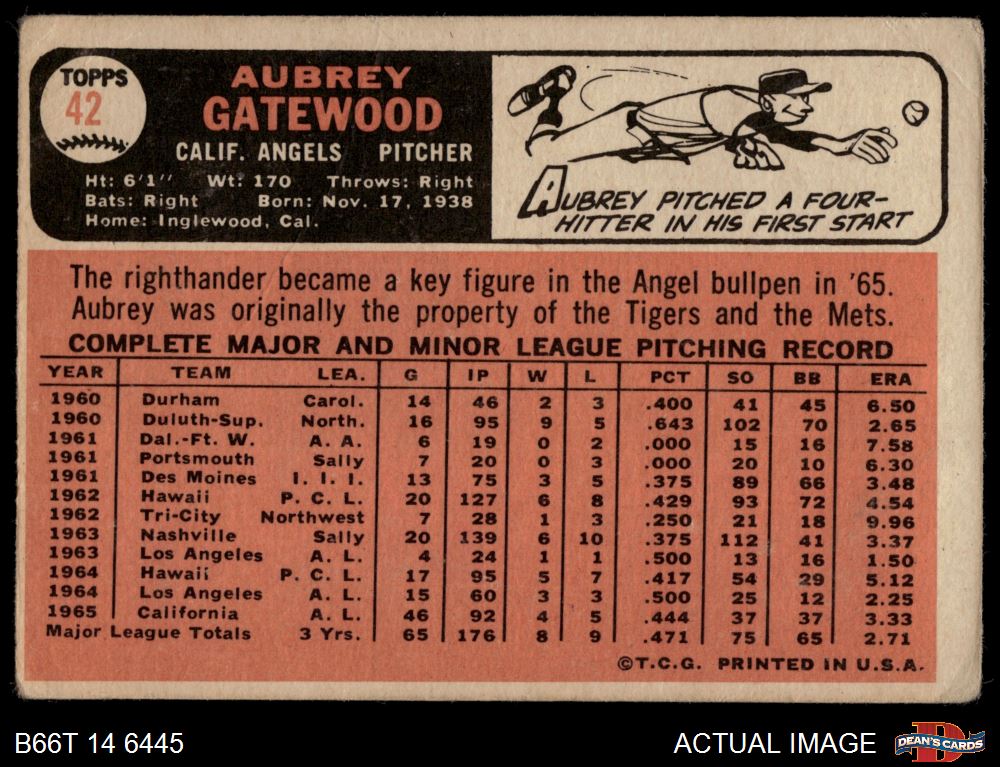 TOPPS
42
AUBREY
GATEWOOD
CALIF. ANGELS PITCHER
Ht: 6'1" Wt: 170 Throws: Right
Bats: Right Born: Nov. 17, 1938
Home: Inglewood, Cal.
AUBREY PITCHED A FOUR-
HITTER IN HIS FIRST START
The righthander became a key figure in the Angel bullpen in '65.
Aubrey was originally the property of the Tigers and the Mets.
COMPLETE MAJOR AND MINOR LEAGUE PITCHING RECORD
YEAR TEAM LEA. G IP W L PCT SO BB ERA
1960 Durham Carol. 14 46 2 3 .400 41 45 6.50
1960 Duluth-Sup. North. 16 95 9 5 .643 102 70 2.65
1961 Dal.-Ft. W. A. A. 6 19 0 2 .000 15 16 7.58
1961 Portsmouth Sally 7 20 0 3 .000 20 10 6.30
1961 Des Moines I. I. I. 13 75 3 5 .375 89 66 3.48
1962 Hawaii P. C. L. 20 127 6 8 .429 93 72 4.54
1962 Tri-City Northwest 7 28 1 3 .250 21 18 9.96
1963 Nashville Sally 20 139 6 10 .375 112 41 3.37
1963 Los Angeles A. L. 4 24 1 1 .500 13 16 1.50
1964 Hawaii P. C. L. 17 95 5 7 .417 54 29 5.12
1964 Los Angeles A. L. 15 60 3 3 .500 25 12 2.25
1965 California A. L. 46 92 4 5 .444 37 37 3.33
Major League Totals 3 Yrs. 65 176 8 9 .471 75 65 2.71
©T.C.G. PRINTED IN U.S.A.
B66T 14 6445
ACTUAL IMAGE
D
DEAN'S CARDS